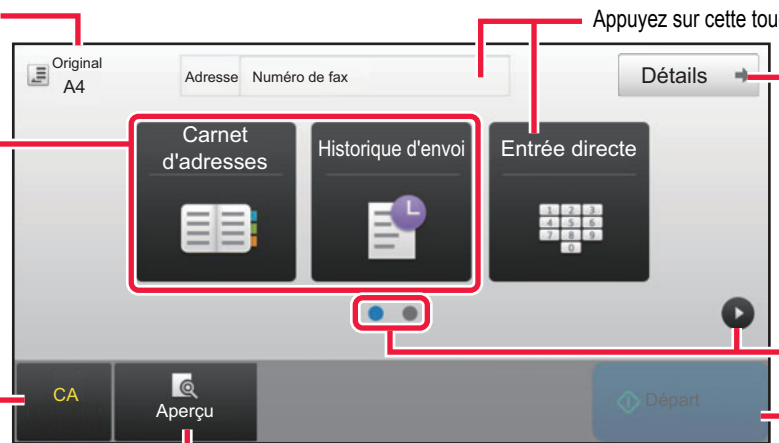 Appuyez sur cette tou
Original
A4
Adresse Numéro de fax
Détails
Carnet
d'adresses
Historique d'envoi
Entrée directe
1 2 3
4 5 6
7 8 9
0
CA
Aperçu
Départ